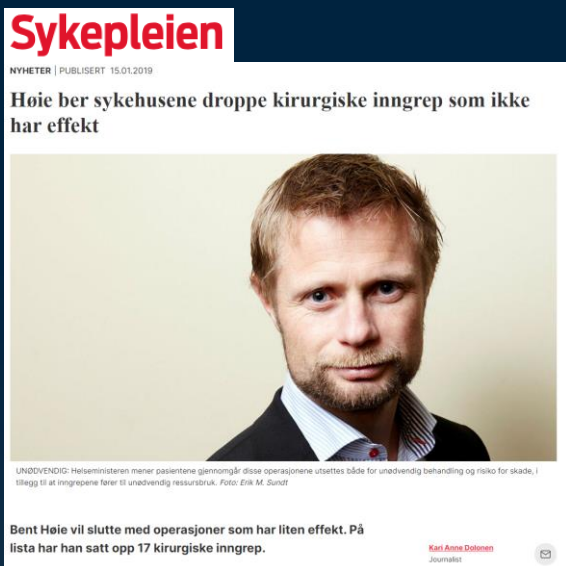 Sykepleien
NYHETER | PUBLISERT 15.01.2019
Høie ber sykehusene droppe kirurgiske inngrep som ikke
har effekt
UNØDVENDIG: Helseministeren mener pasientene gjennomgår disse operasjonene utsettes både for unødvendig behandling og risiko for skade, i
tillegg til at inngrepene fører til unødvendig ressursbruk. Foto: Erik M. Sundt
Bent Høie vil slutte med operasjoner som har liten effekt. På
lista har han satt opp 17 kirurgiske inngrep.
Kari Anne Dolonen
Journalist